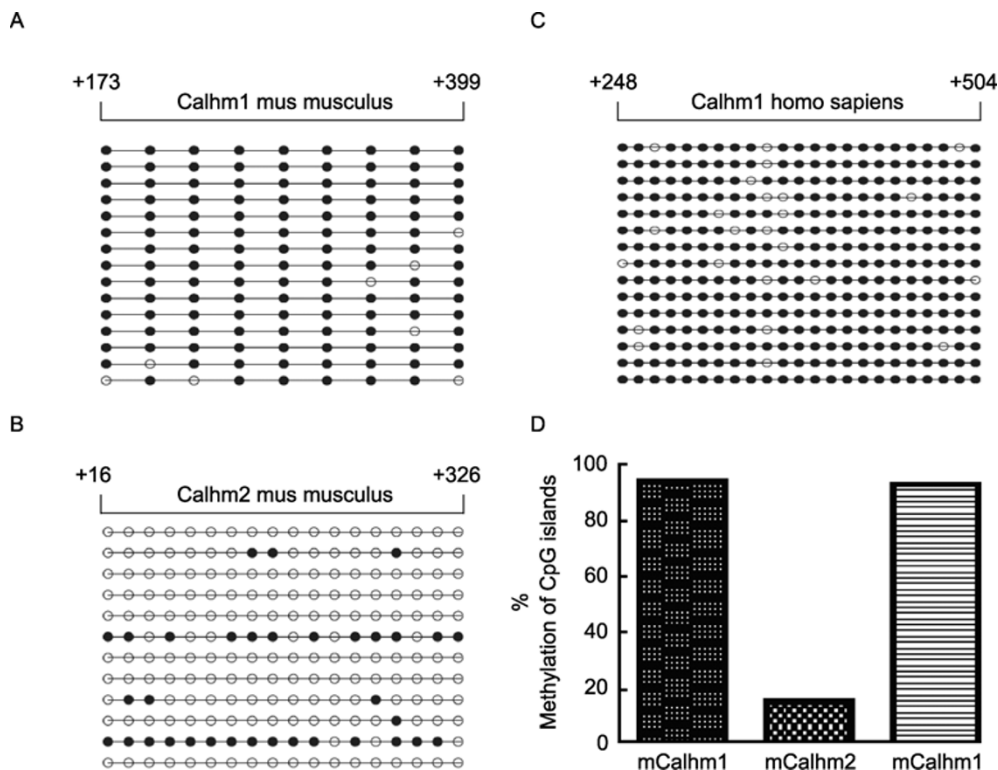 A
+173
+399
Calhm1 mus musculus
B
+16
+326
Calhm2 mus musculus
C
+248
+504
Calhm1 homo sapiens
D
%
Methylation of CpG islands
100
80
60
40
20
0
mCalhm1
mCalhm2
mCalhm1